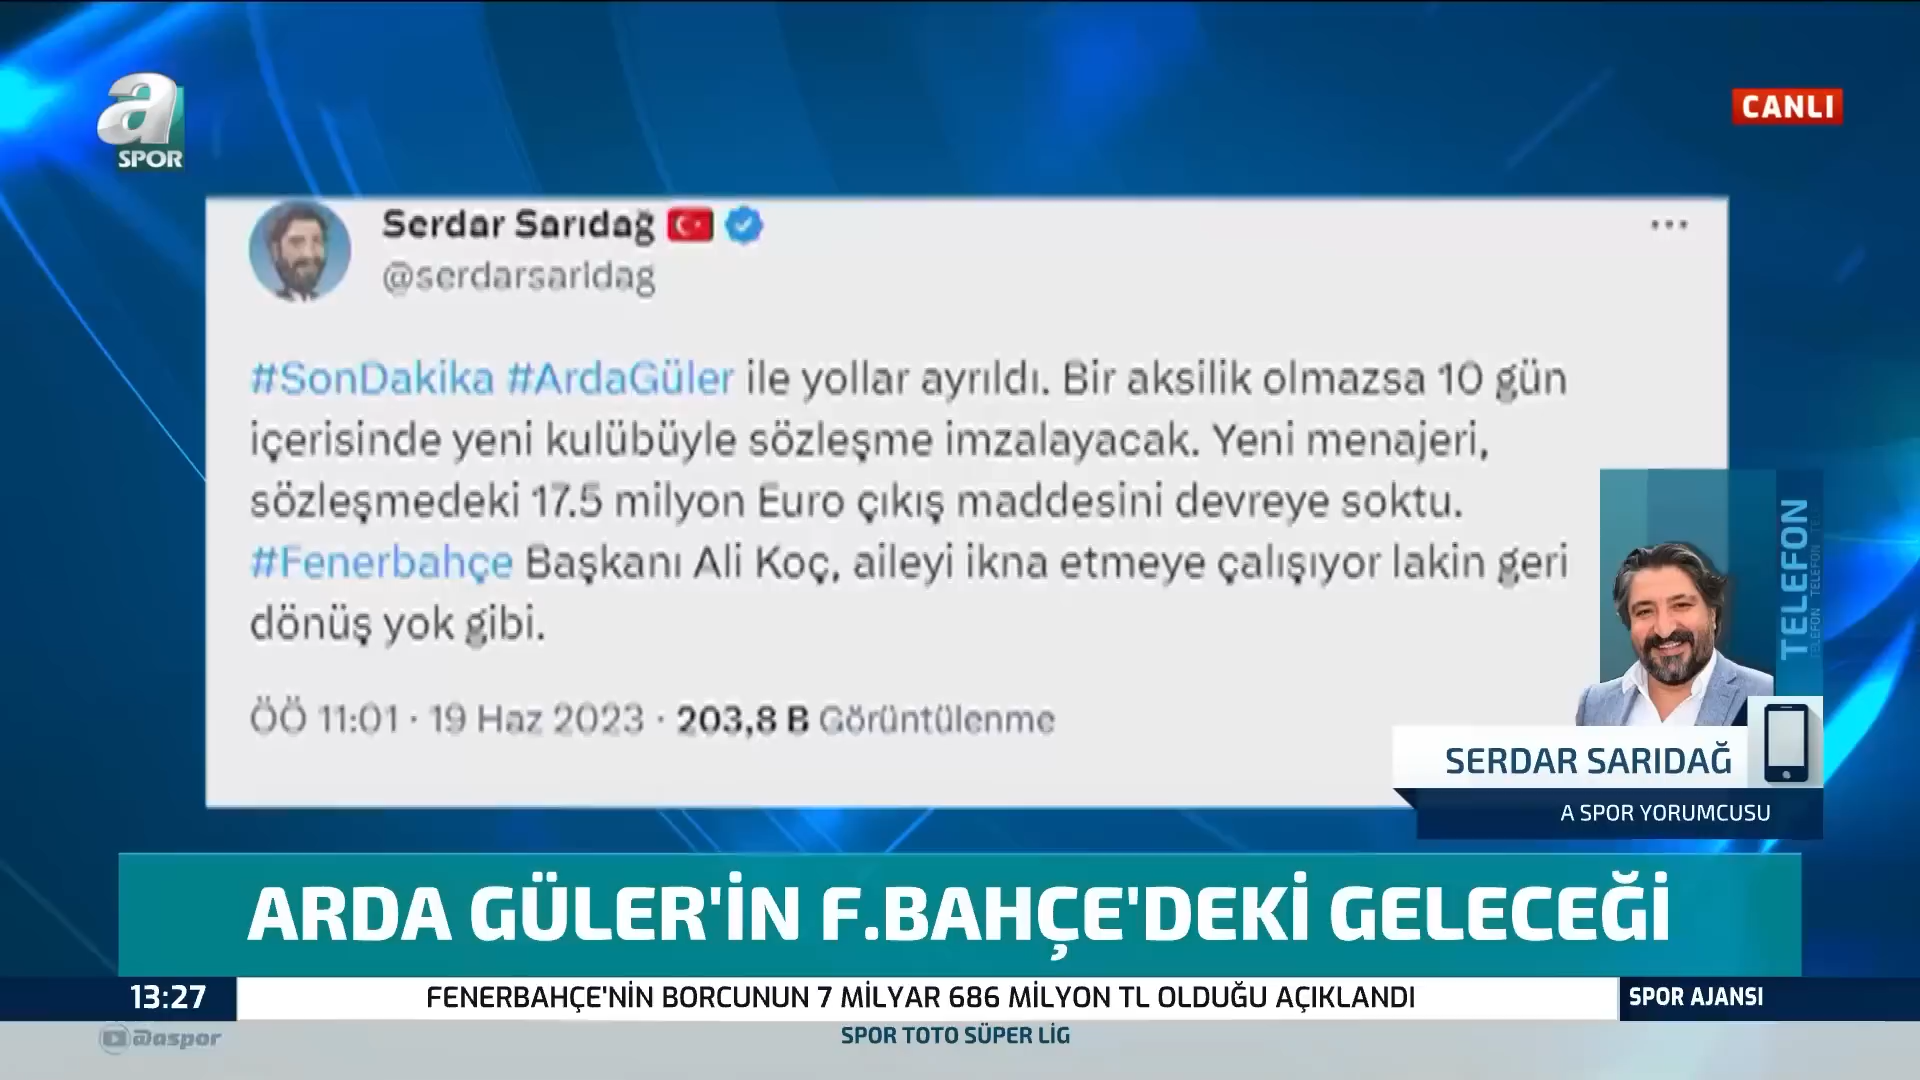 a
SPOR
CANLI
Serdar Sarıdağ
@serdarsaridag
#SonDakika #ArdaGüler ile yollar ayrıldı. Bir aksilik olmazsa 10 gün
içerisinde yeni kulübüyle sözleşme imzalayacak. Yeni menajeri,
sözleşmedeki 17.5 milyon Euro çıkış maddesini devreye soktu.
#Fenerbahçe Başkanı Ali Koç, aileyi ikna etmeye çalışıyor lakin geri
dönüş yok gibi.
ÖÖ 11:01 · 19 Haz 2023 · 203,8 B Görüntülenme
TELEFON
TELEFON TELEFON TE
SERDAR SARIDAĞ
A SPOR YORUMCUSU
ARDA GÜLER'İN F.BAHÇE'DEKİ GELECEĞİ
13:27
FENERBAHÇE'NİN BORCUNUN 7 MİLYAR 686 MİLYON TL OLDUĞU AÇIKLANDI
SPOR AJANSI
@aspor
SPOR TOTO SÜPER LİG